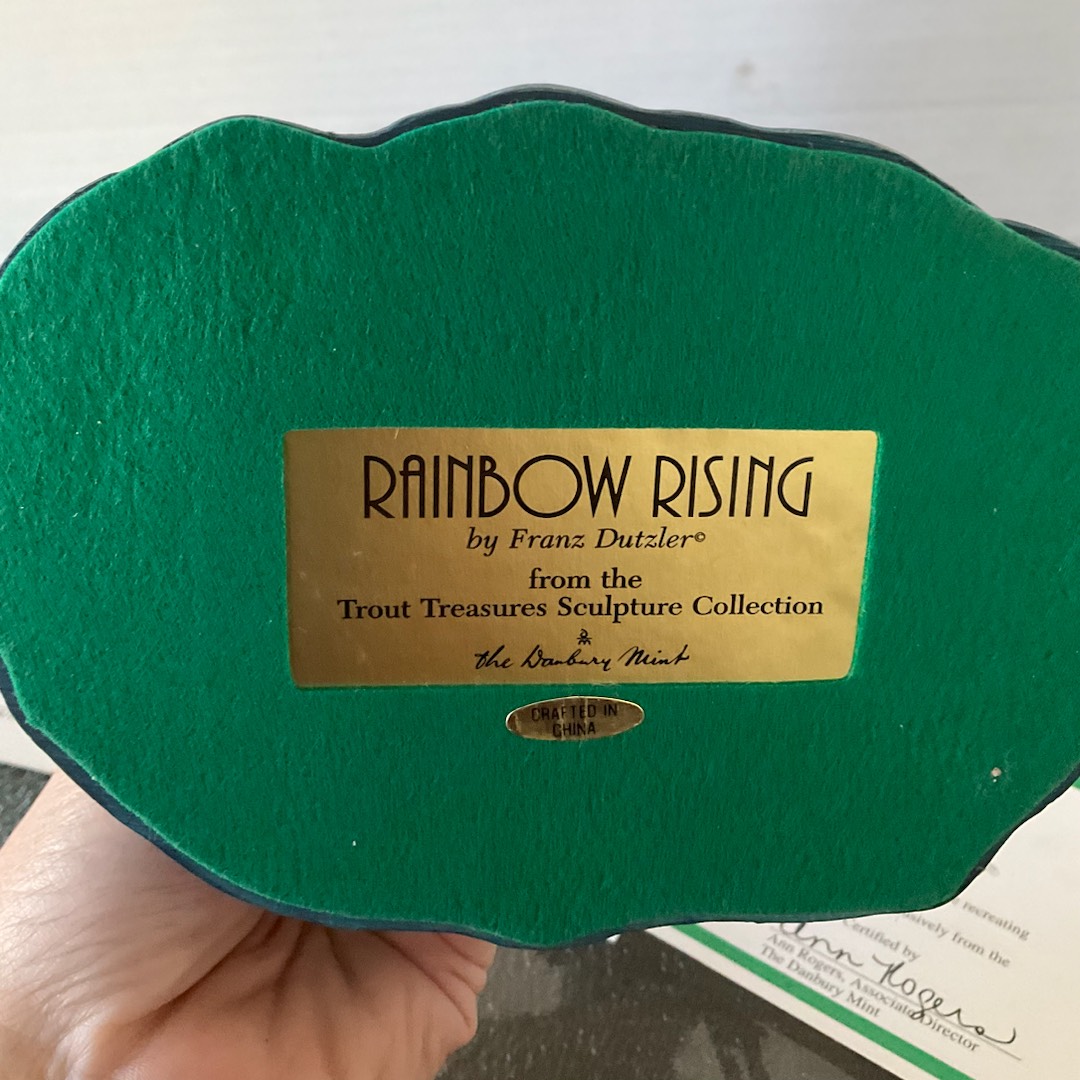 RAINBOW RISING
by Franz Dutzler©
from the
Trout Treasures Sculpture Collection
the Danbury Mint
CRAFTED IN
CHINA
recreating
from the
Certified by
Ann Rogers
Ann Rogers, Associate Director
The Danbury Mint